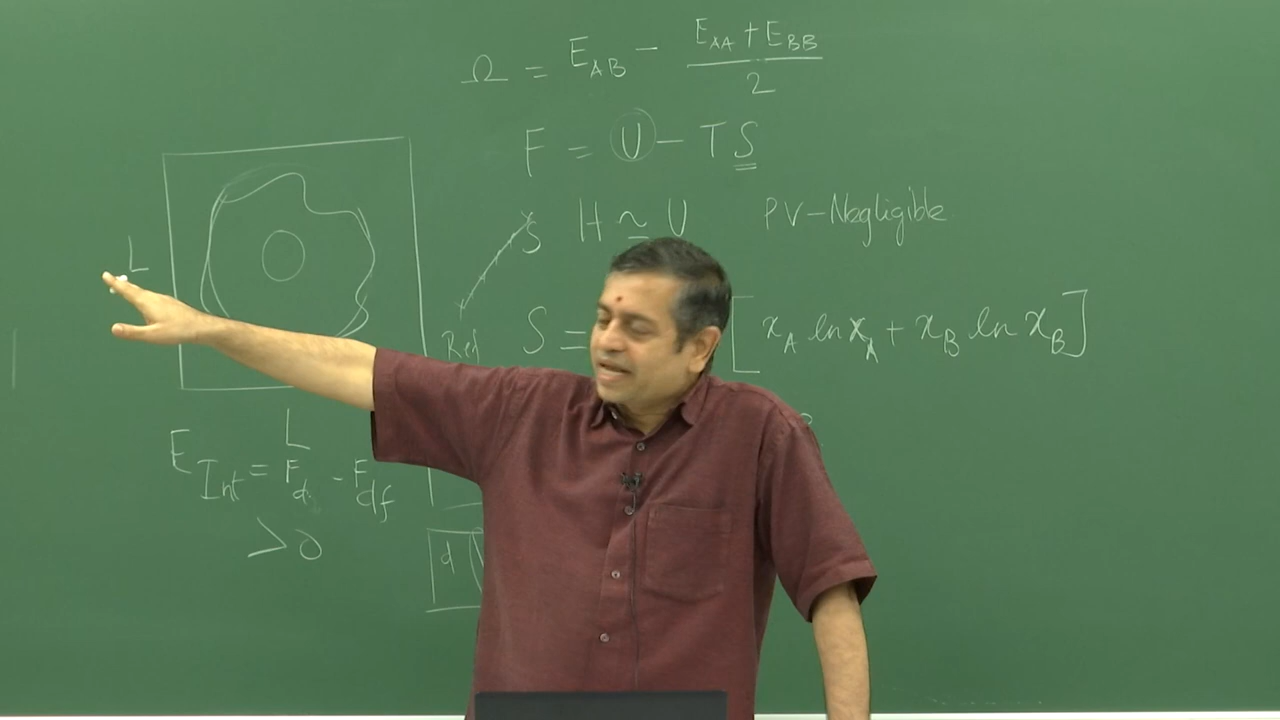 Ω = E_AB − (E_AA + E_BB)/2
F = U − TS
H ≃ U PV - Negligible
S
L
Ref
S = [x_A ln x_A + x_B ln x_B]
L
E_Int = F_d − F_df
> 0
d